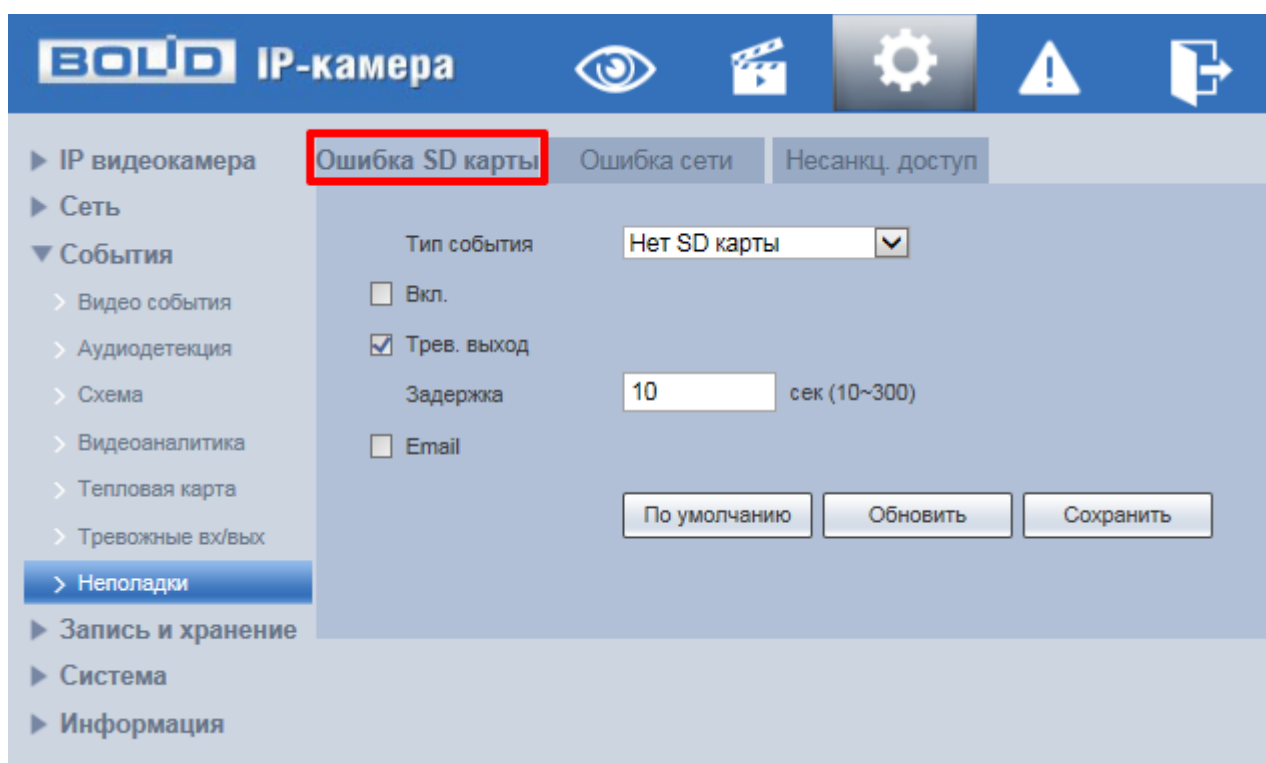 BOLID IP-камера
IP видеокамера
Сеть
События
Видео события
Аудиодетекция
Схема
Видеоаналитика
Тепловая карта
Тревожные вх/вых
Неполадки
Запись и хранение
Система
Информация
Ошибка SD карты Ошибка сети Несанкц. доступ
Тип события Нет SD карты
Вкл.
Трев. выход
Задержка 10 сек (10~300)
Email
По умолчанию Обновить Сохранить